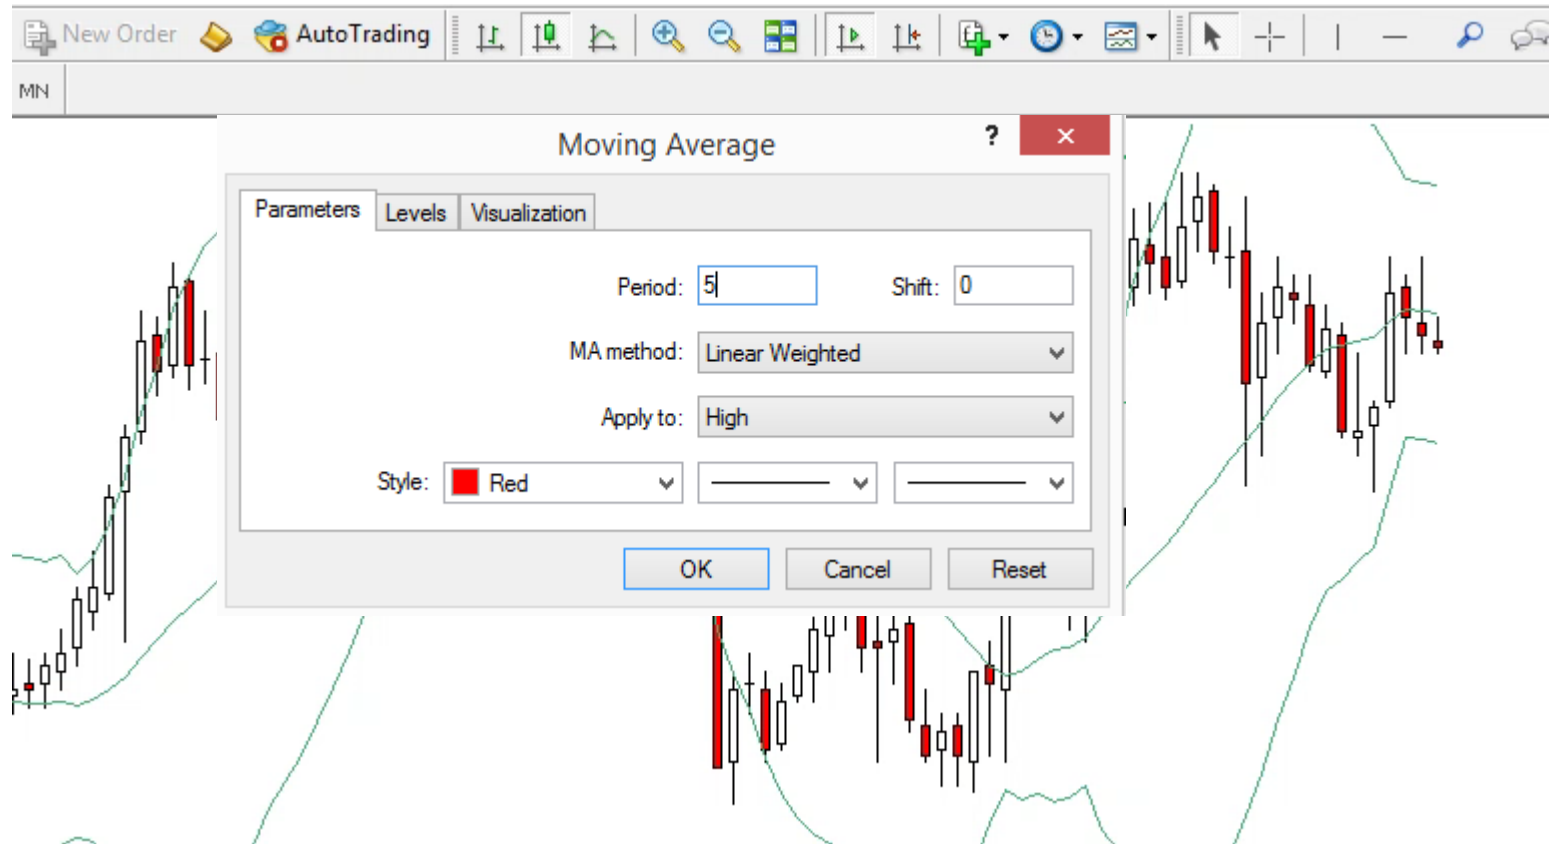 New Order AutoTrading
MN
Moving Average ?
Parameters Levels Visualization
Period: 5 Shift: 0
MA method: Linear Weighted
Apply to: High
Style: Red
OK Cancel Reset